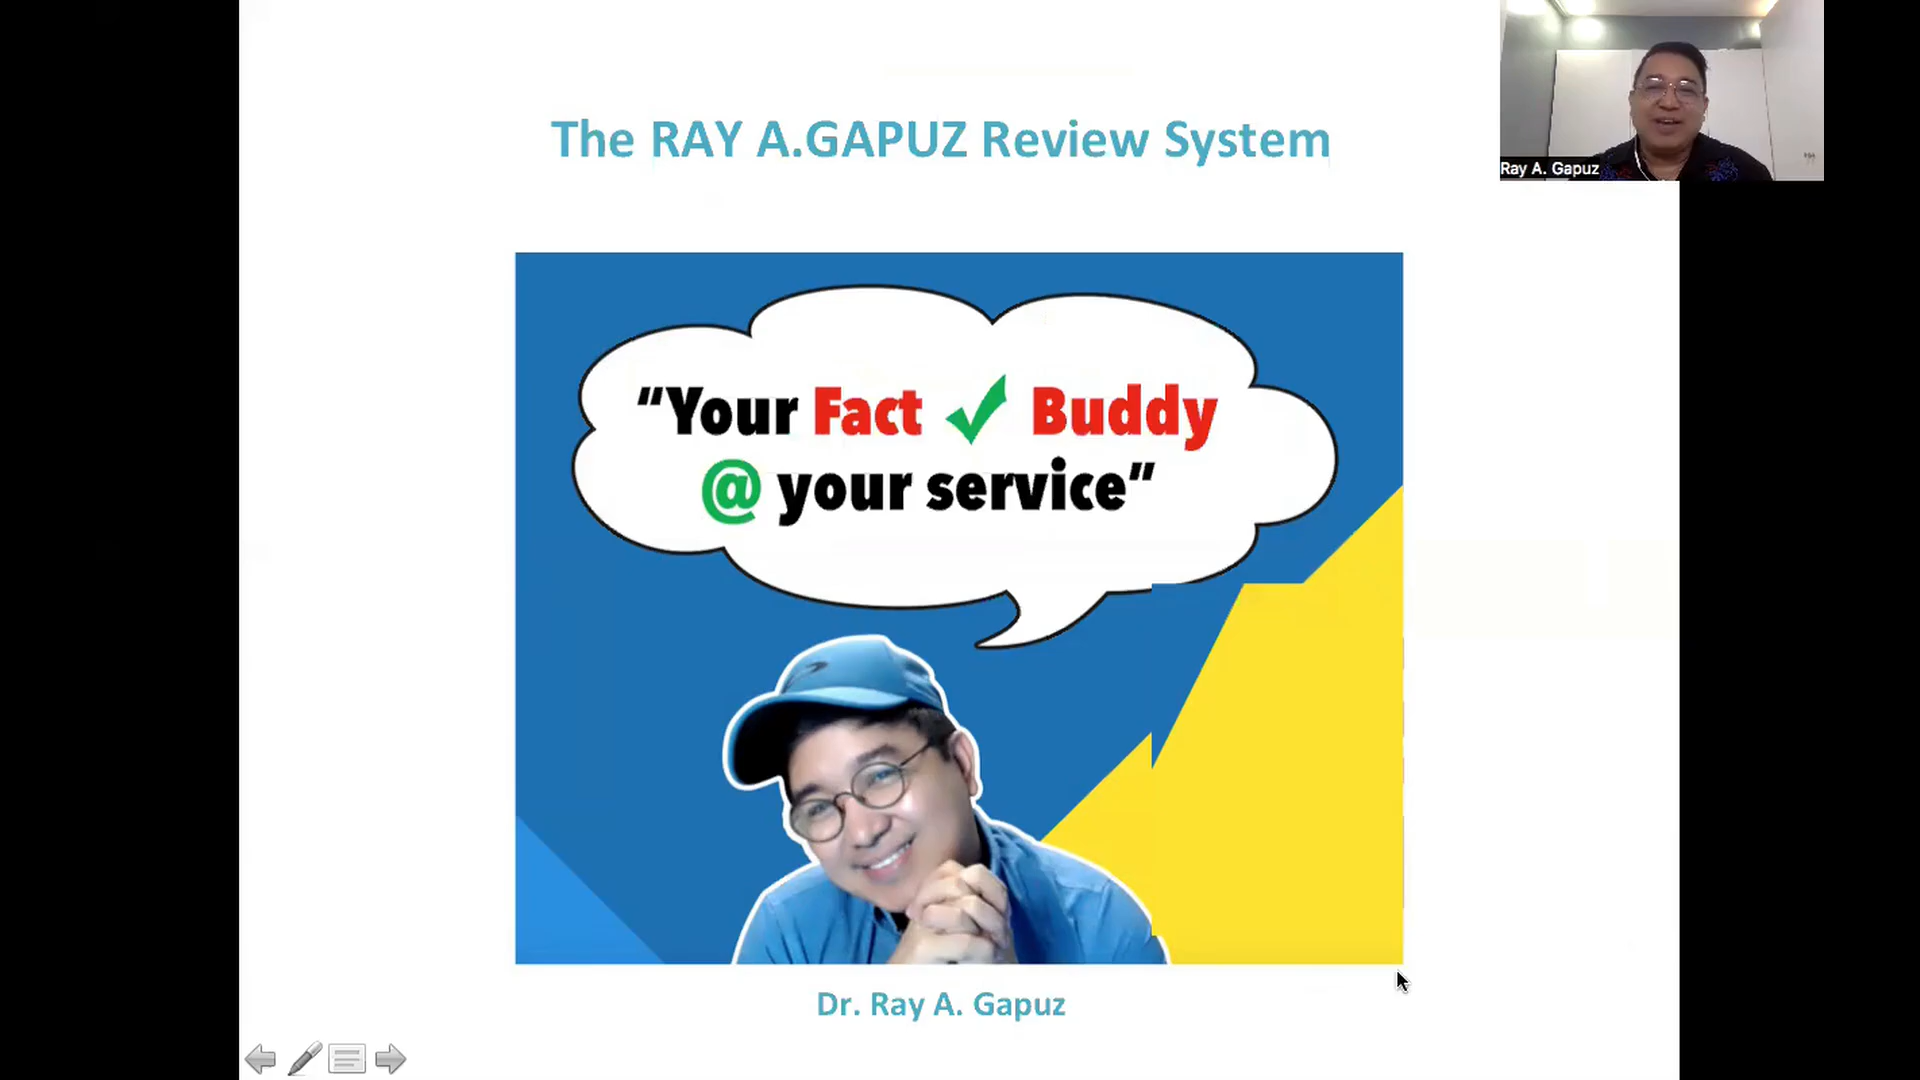 The RAY A.GAPUZ Review System
Ray A. Gapuz
“Your Fact ✓ Buddy
@ your service”
Dr. Ray A. Gapuz